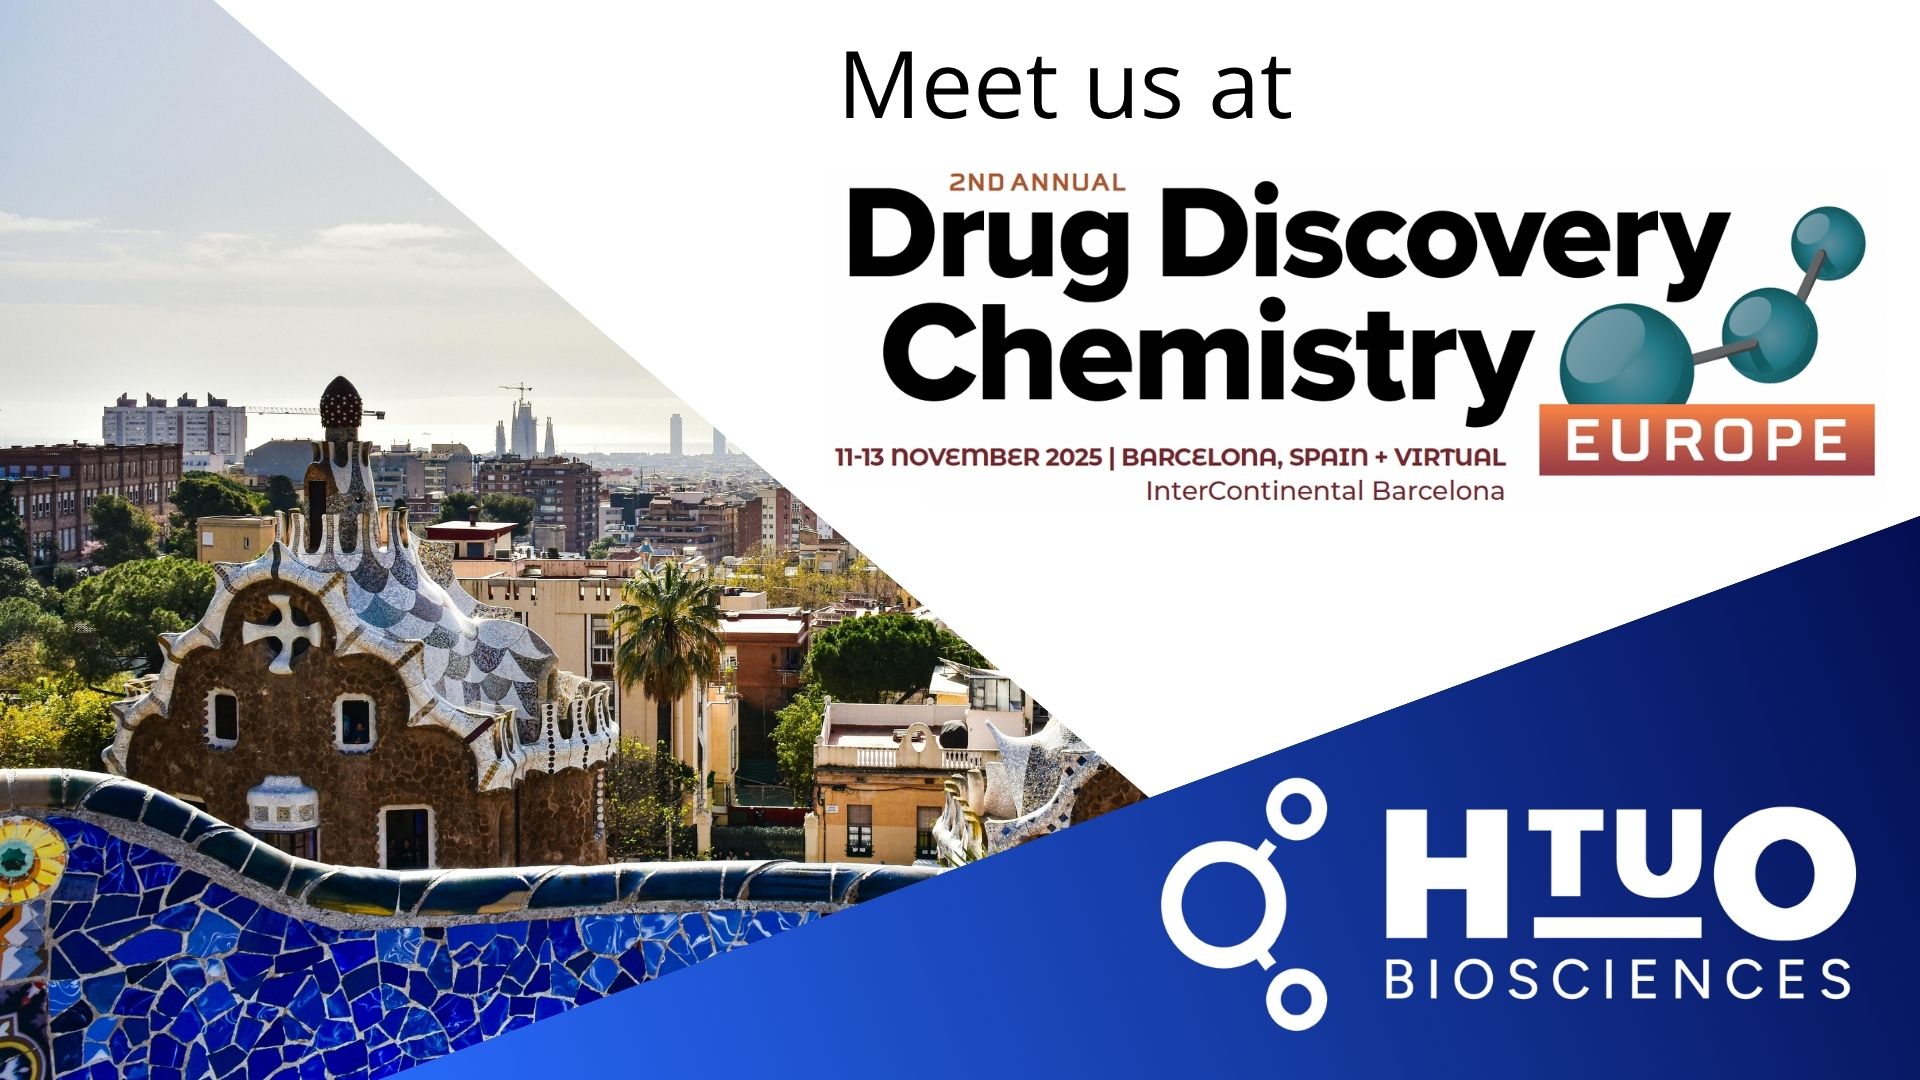 Meet us at
2ND ANNUAL
Drug Discovery
Chemistry
EUROPE
11-13 NOVEMBER 2025 | BARCELONA, SPAIN + VIRTUAL
InterContinental Barcelona
HTUO
BIOSCIENCES